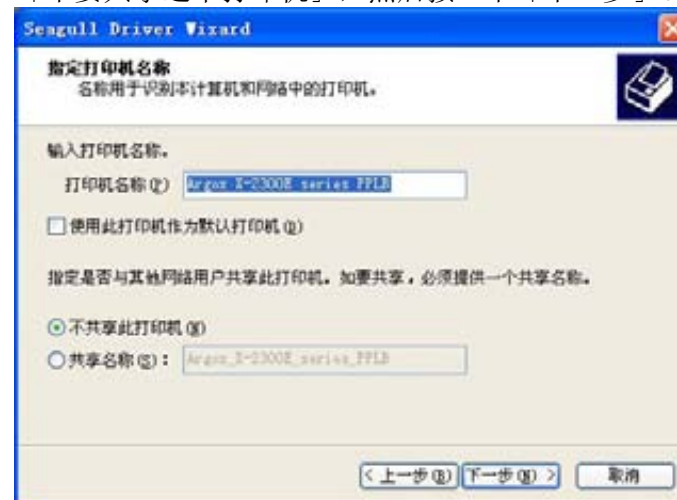 Seagull Driver Wizard
指定打印机名称
名称用于识别本计算机和网络中的打印机。
输入打印机名称。
打印机名称(P) Argox X-2300E series PPLB
使用此打印机作为默认打印机(D)
指定是否与其他网络用户共享此打印机。如要共享，必须提供一个共享名称。
不共享此打印机(N)
共享名称(S)： Argox_X-2300E_series_PPLB
< 上一步(B) 下一步(N) > 取消